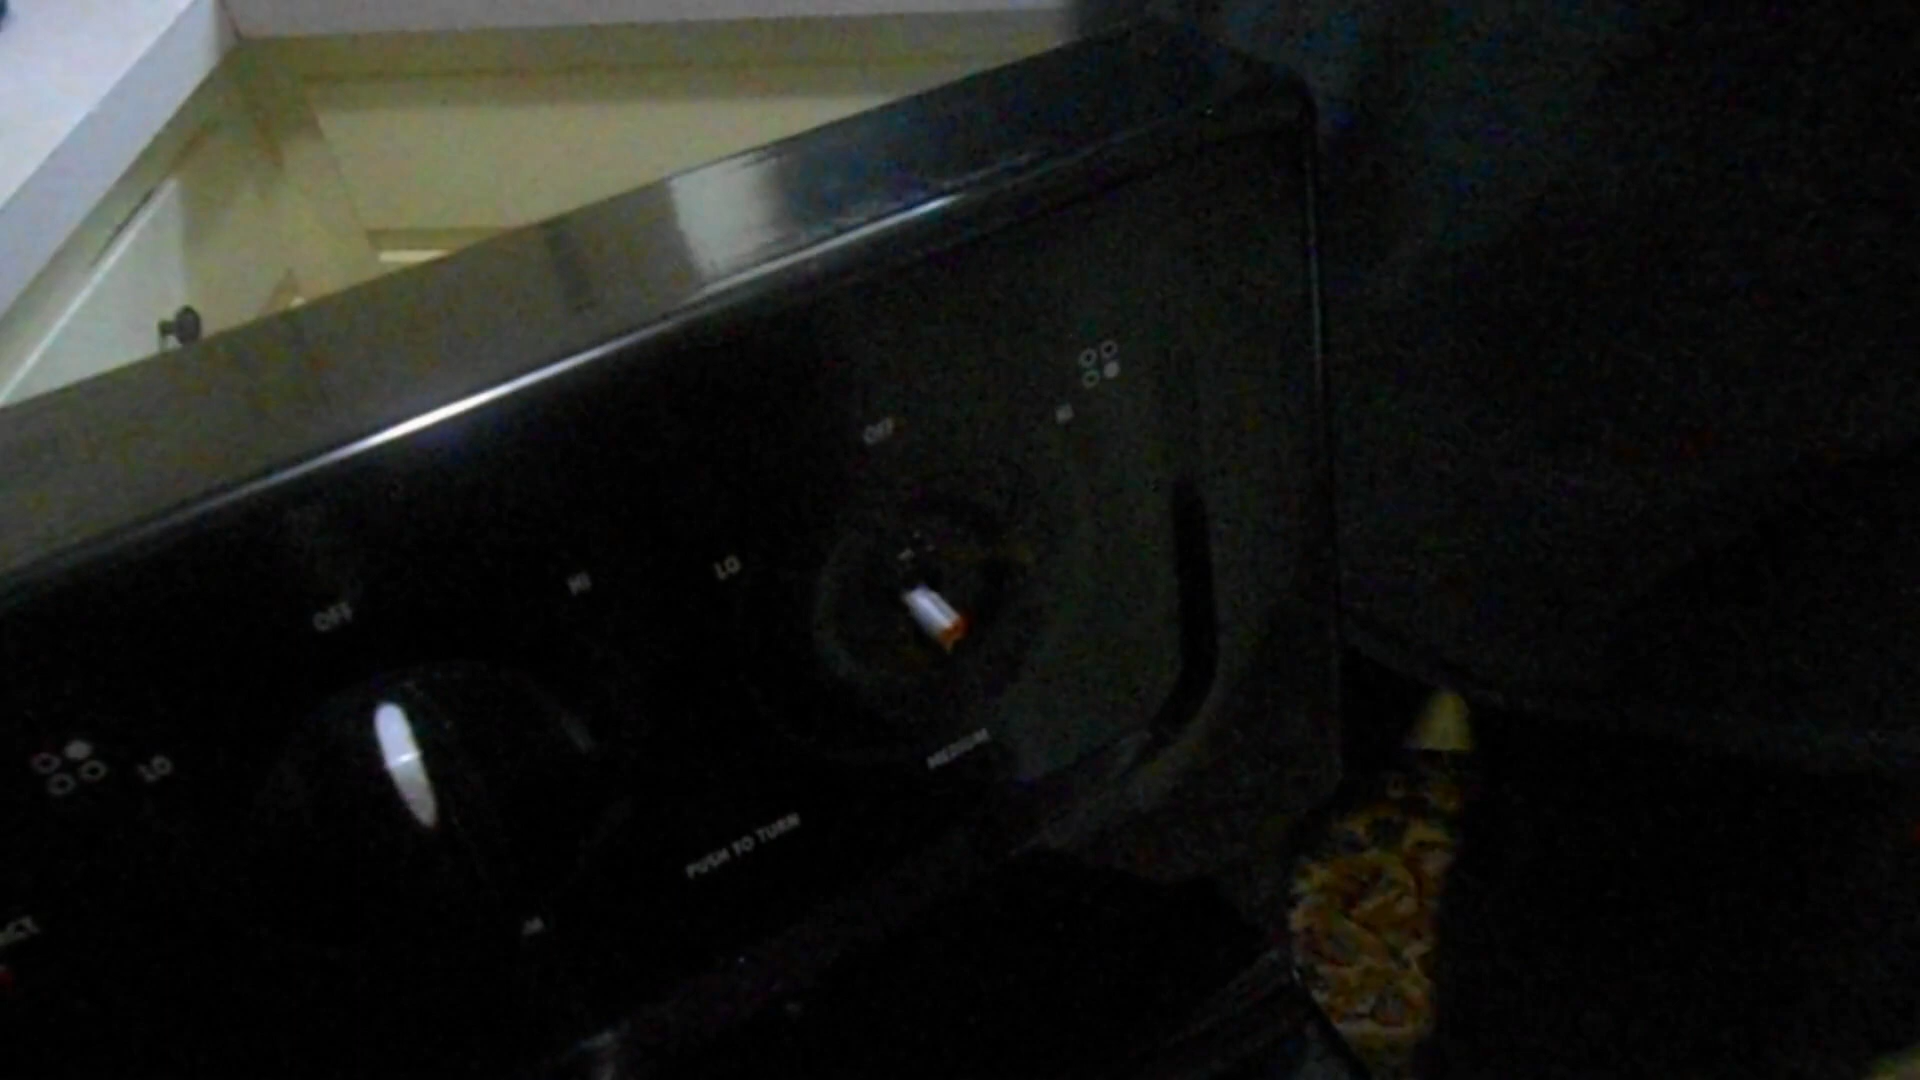 OFF
HI
LO
OFF
HI
LO
MEDIUM
PUSH TO TURN